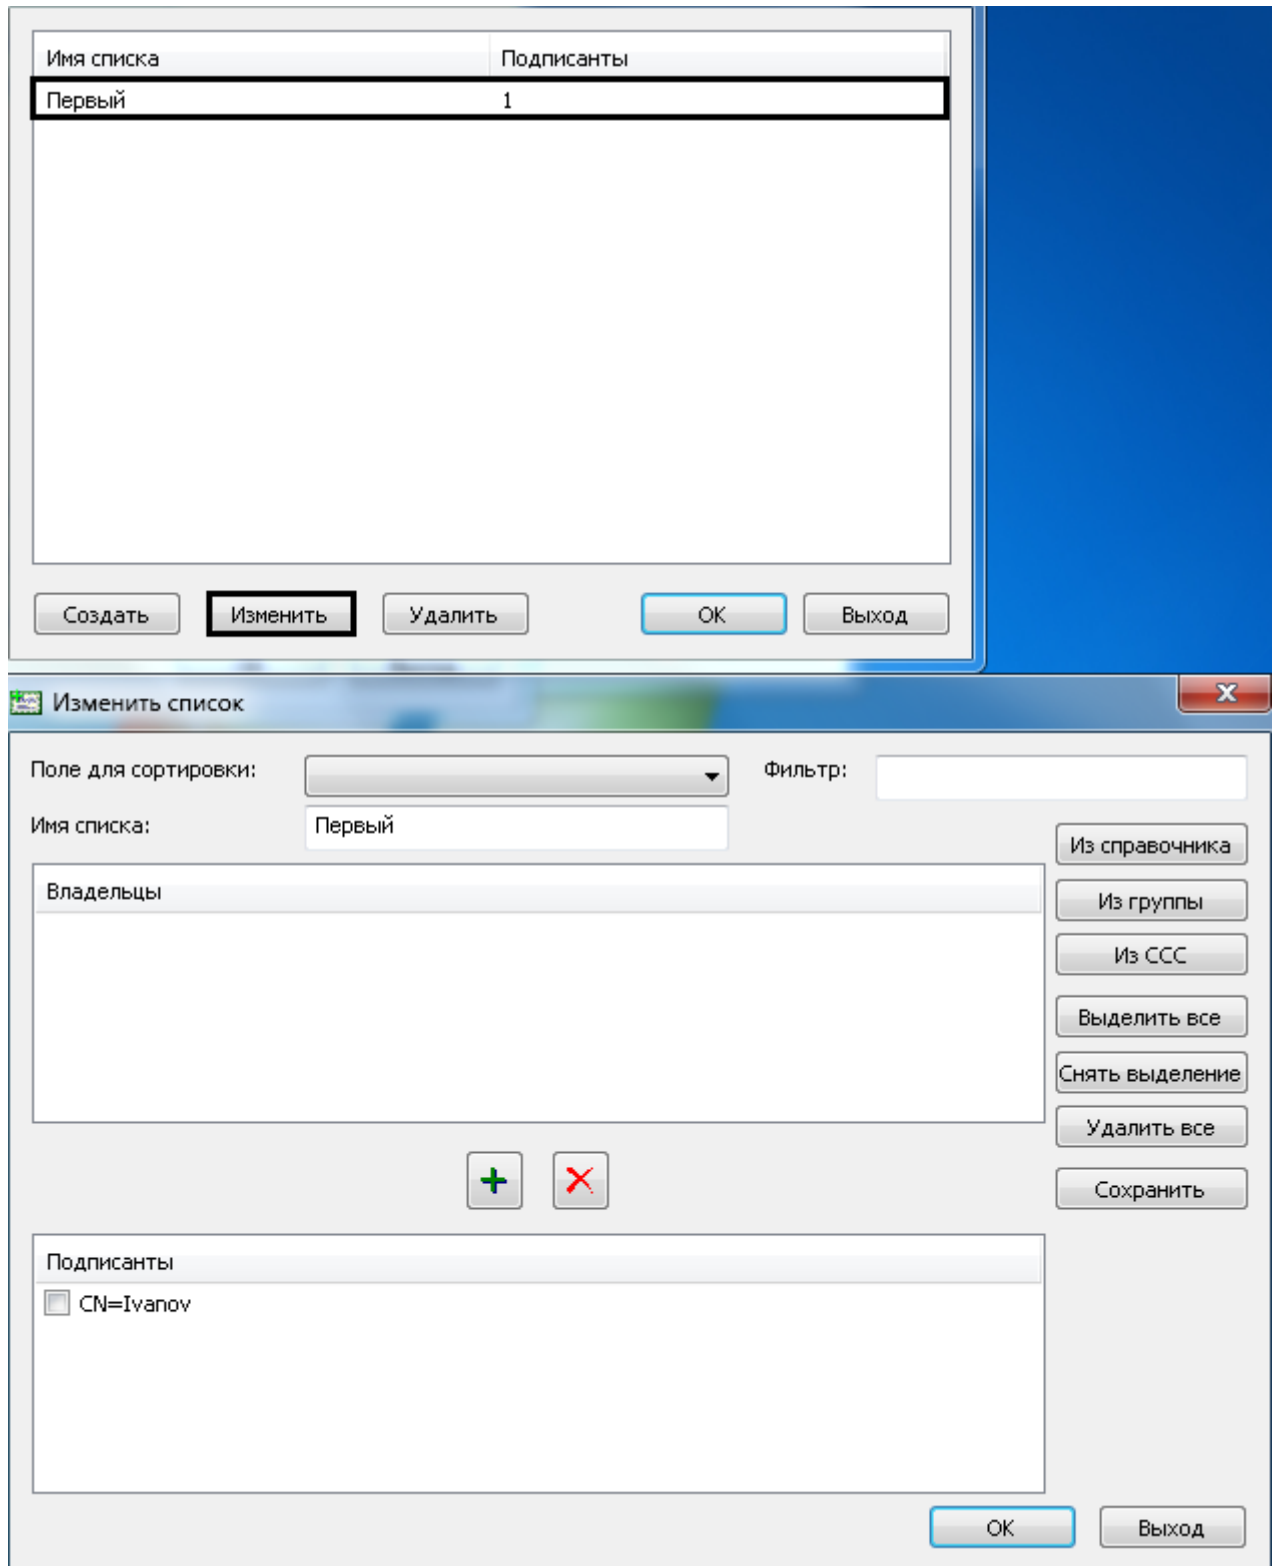 Имя списка Подписанты
Первый 1
Создать Изменить Удалить ОК Выход
Изменить список
Поле для сортировки: Фильтр:
Имя списка: Первый
Из справочника
Владельцы
Из группы
Из ССС
Выделить все
Снять выделение
Удалить все
Сохранить
Подписанты
CN=Ivanov
ОК Выход